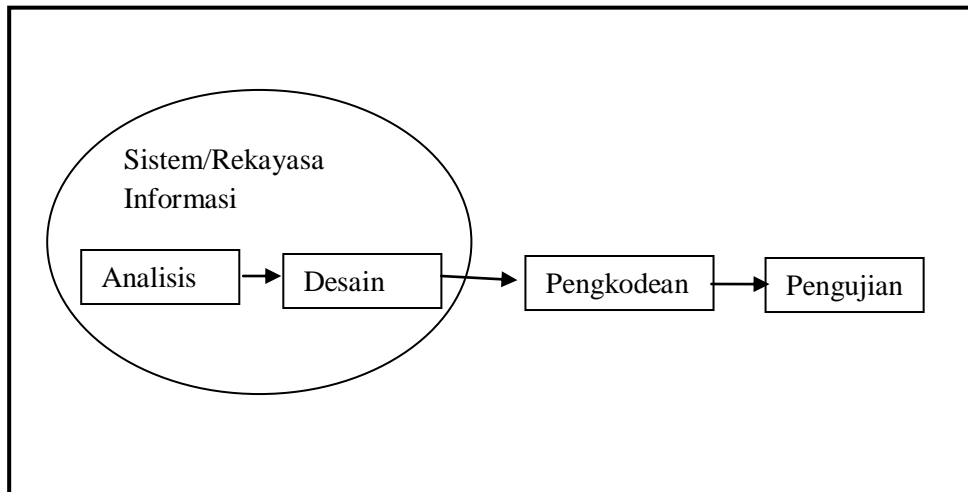 Sistem/Rekayasa
Informasi
Analisis
Desain
Pengkodean
Pengujian